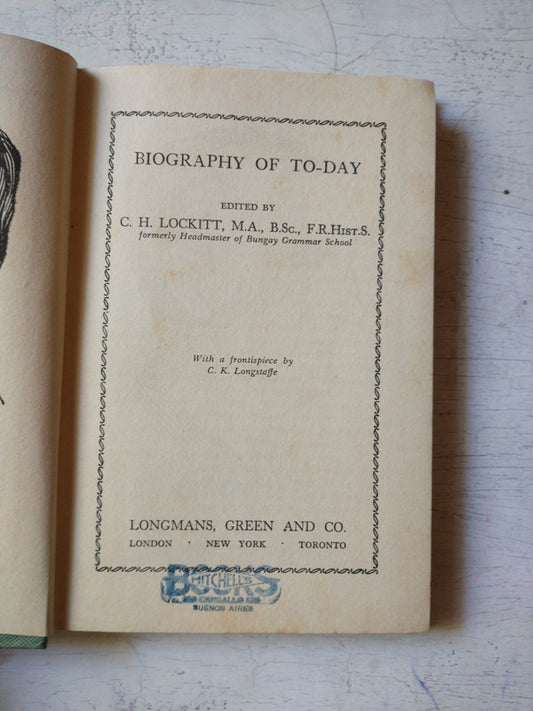 BIOGRAPHY OF TO-DAY
EDITED BY
C. H. LOCKITT, M.A., B.Sc., F.R.Hist.S.
formerly Headmaster of Bungay Grammar School
With a frontispiece by
C. K. Longstaffe
LONGMANS, GREEN AND CO.
LONDON · NEW YORK · TORONTO
BOOKS
MITCHELL'S
CANGALLO
BUENOS AIRES